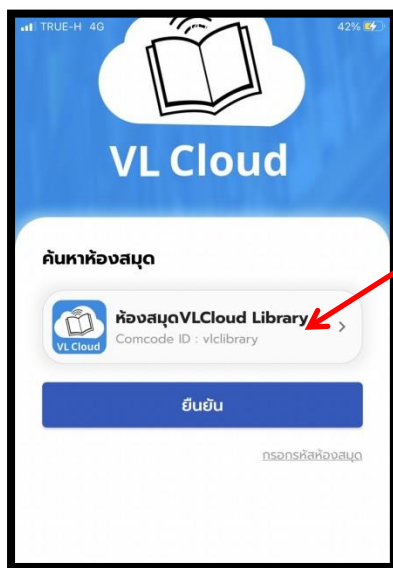 TRUE-H 4G
42%
VL Cloud
ค้นหาห้องสมุด
VL Cloud
ห้องสมุดVLCloud Library
Comcode ID : vlclibrary
ยืนยัน
กรอกรหัสห้องสมุด